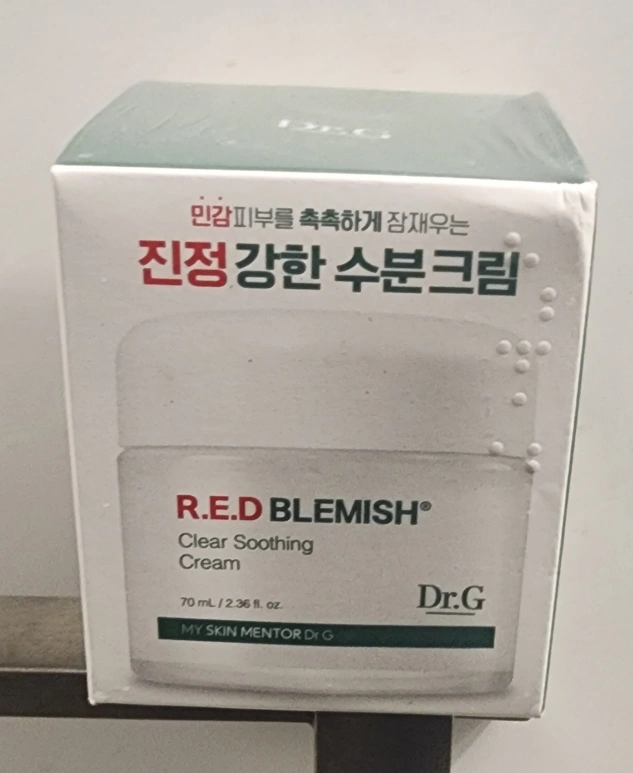 Dr.G
민감피부를 촉촉하게 잠재우는
진정 강한 수분크림
R.E.D BLEMISH®
Clear Soothing
Cream
70 mL / 2.36 fl. oz.
Dr.G
MY SKIN MENTOR Dr G